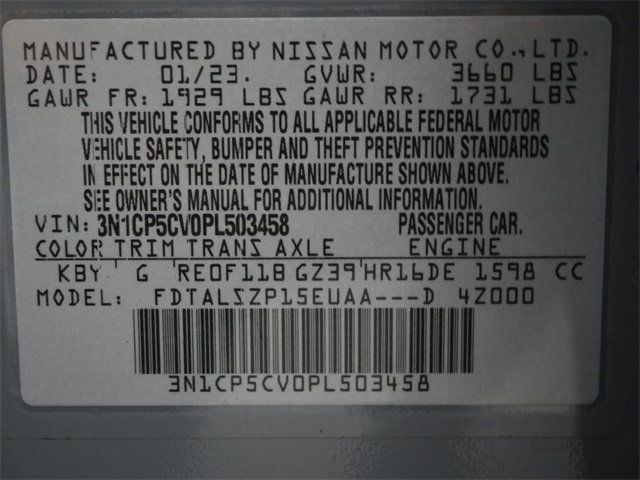 MANUFACTURED BY NISSAN MOTOR CO., LTD.
DATE: 01/23. GVWR: 3660 LBS
GAWR FR: 1929 LBS GAWR RR: 1731 LBS
THIS VEHICLE CONFORMS TO ALL APPLICABLE FEDERAL MOTOR
VEHICLE SAFETY, BUMPER AND THEFT PREVENTION STANDARDS
IN EFFECT ON THE DATE OF MANUFACTURE SHOWN ABOVE.
SEE OWNER'S MANUAL FOR ADDITIONAL INFORMATION.
VIN: 3N1CP5CV0PL503458 PASSENGER CAR.
COLOR TRIM TRANS AXLE ENGINE
KBY G RE0F11B GZ39 HR16DE 1598 CC
MODEL: FDTALSZP15EUAA---D 4Z000
3N1CP5CV0PL503458